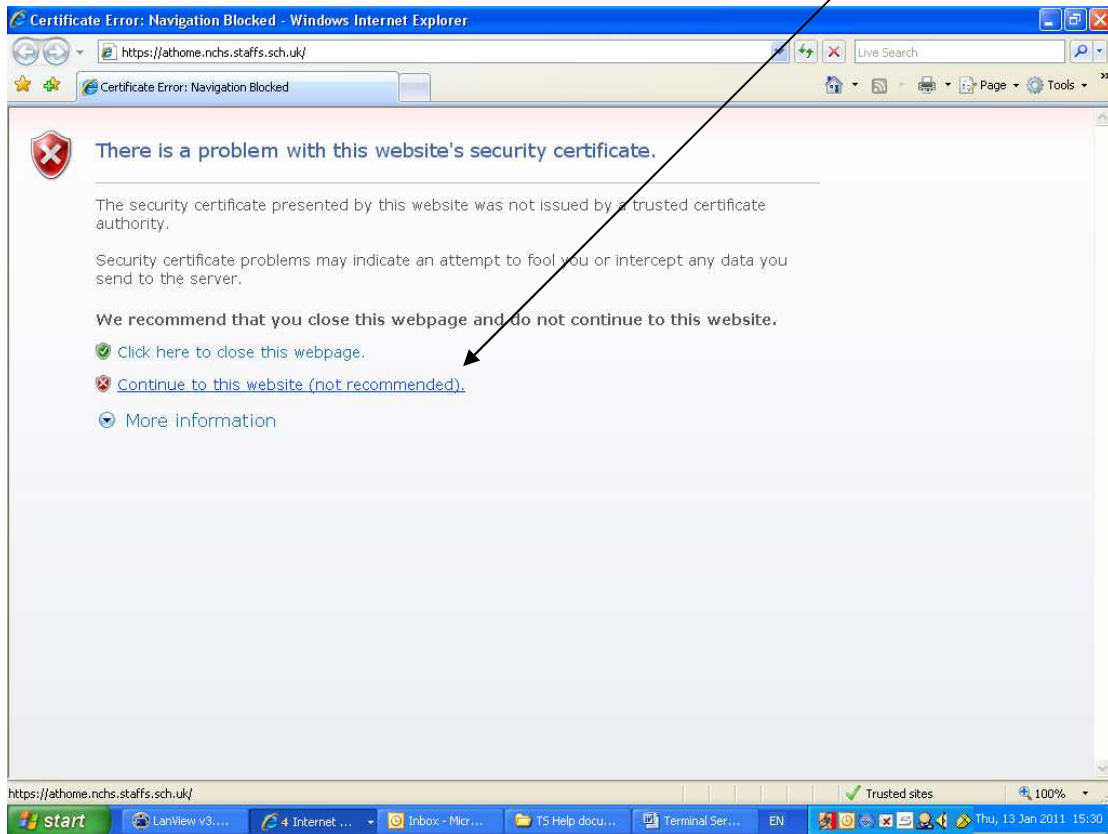 Certificate Error: Navigation Blocked - Windows Internet Explorer
https://athome.nchs.staffs.sch.uk/
Live Search
Certificate Error: Navigation Blocked
Page
Tools
There is a problem with this website's security certificate.
The security certificate presented by this website was not issued by a trusted certificate
authority.
Security certificate problems may indicate an attempt to fool you or intercept any data you
send to the server.
We recommend that you close this webpage and do not continue to this website.
Click here to close this webpage.
Continue to this website (not recommended).
More information
https://athome.nchs.staffs.sch.uk/
Trusted sites
100%
start
LanView v3....
4 Internet ...
Inbox - Micr...
TS Help docu...
Terminal Ser...
EN
Thu, 13 Jan 2011 15:30